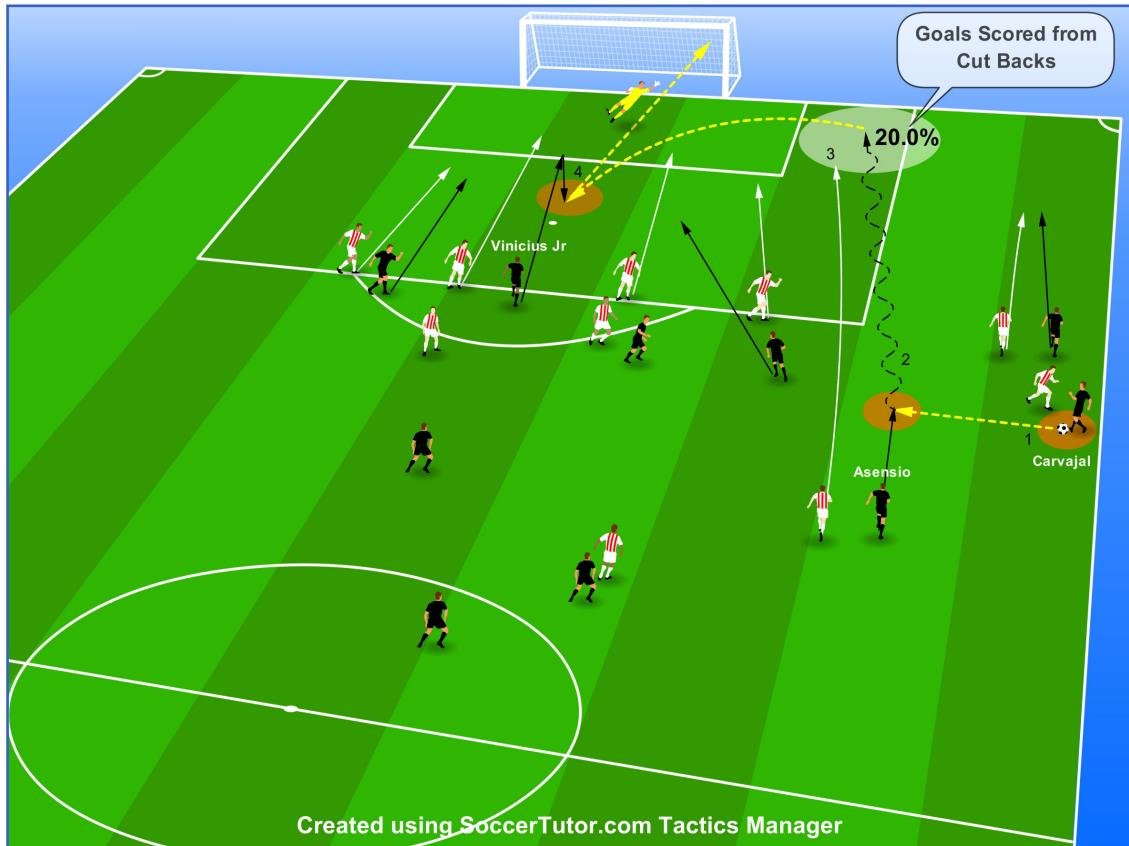 Goals Scored from
Cut Backs
20.0%
3
4
Vinicius Jr
2
1
Asensio
Carvajal
Created using SoccerTutor.com Tactics Manager